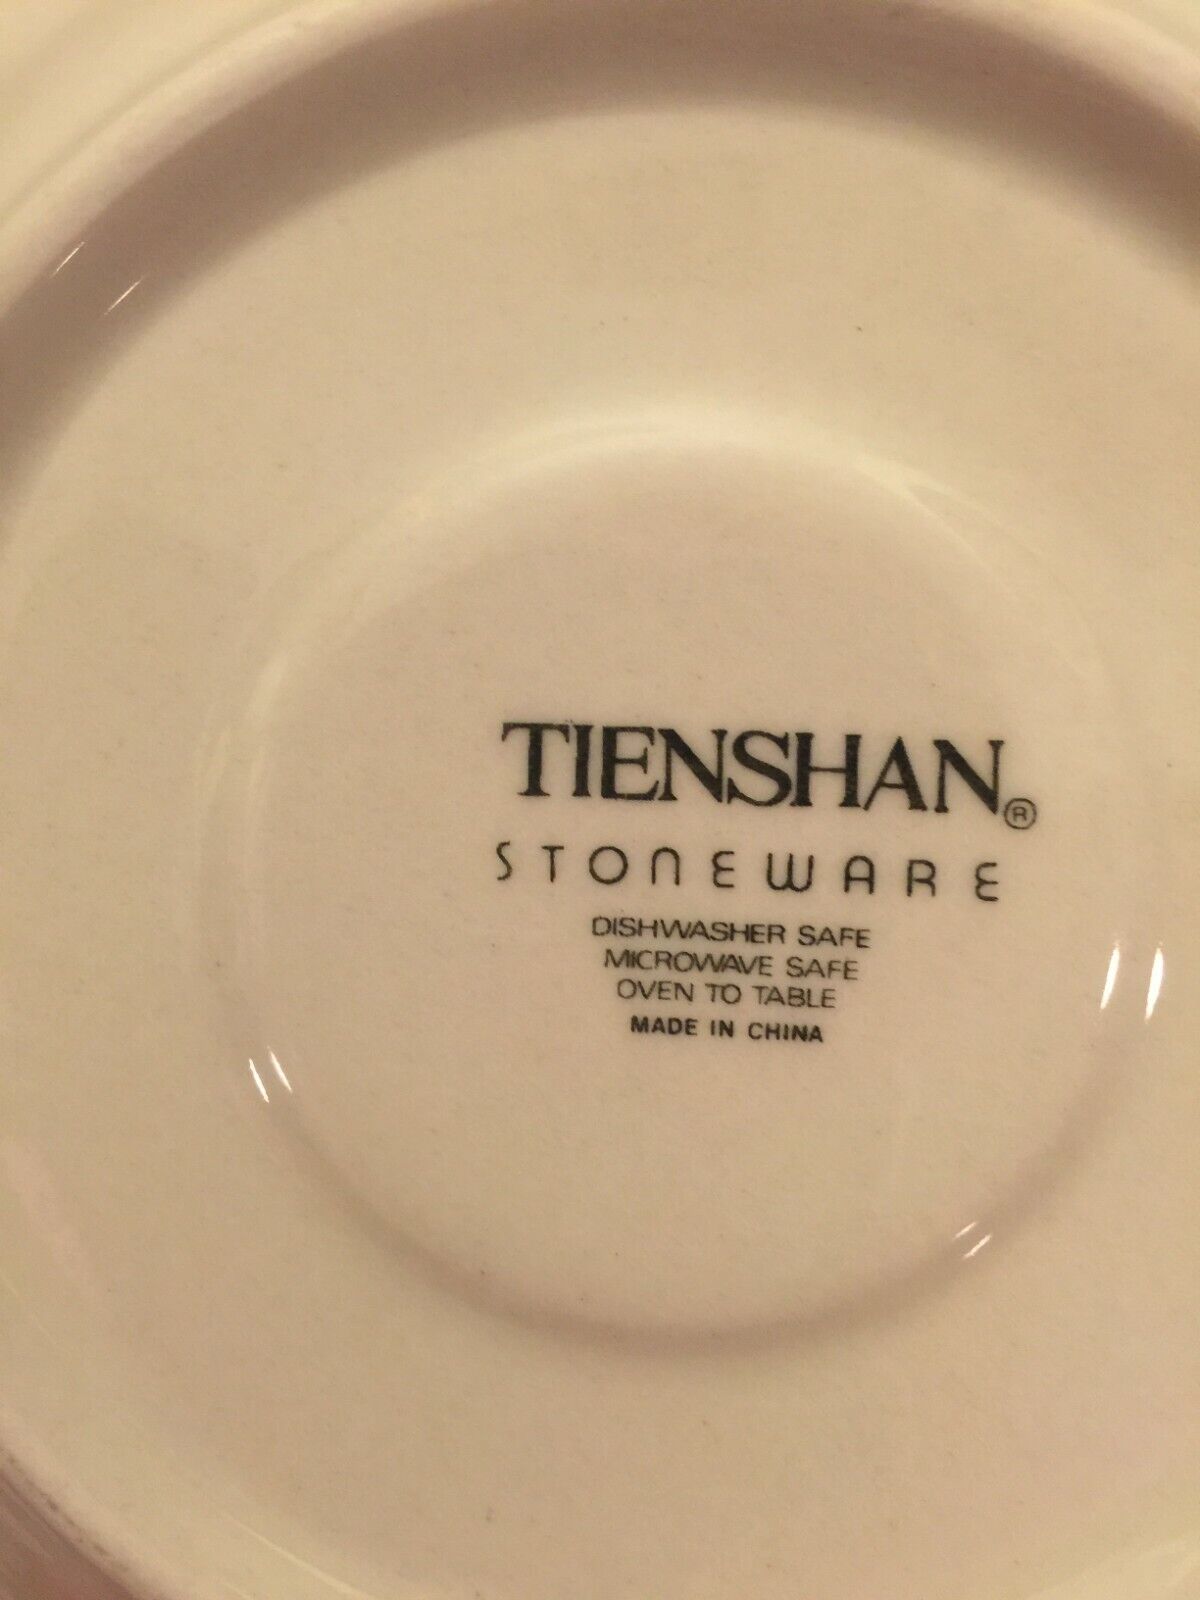 TIENSHAN®
STONEWARE
DISHWASHER SAFE
MICROWAVE SAFE
OVEN TO TABLE
MADE IN CHINA